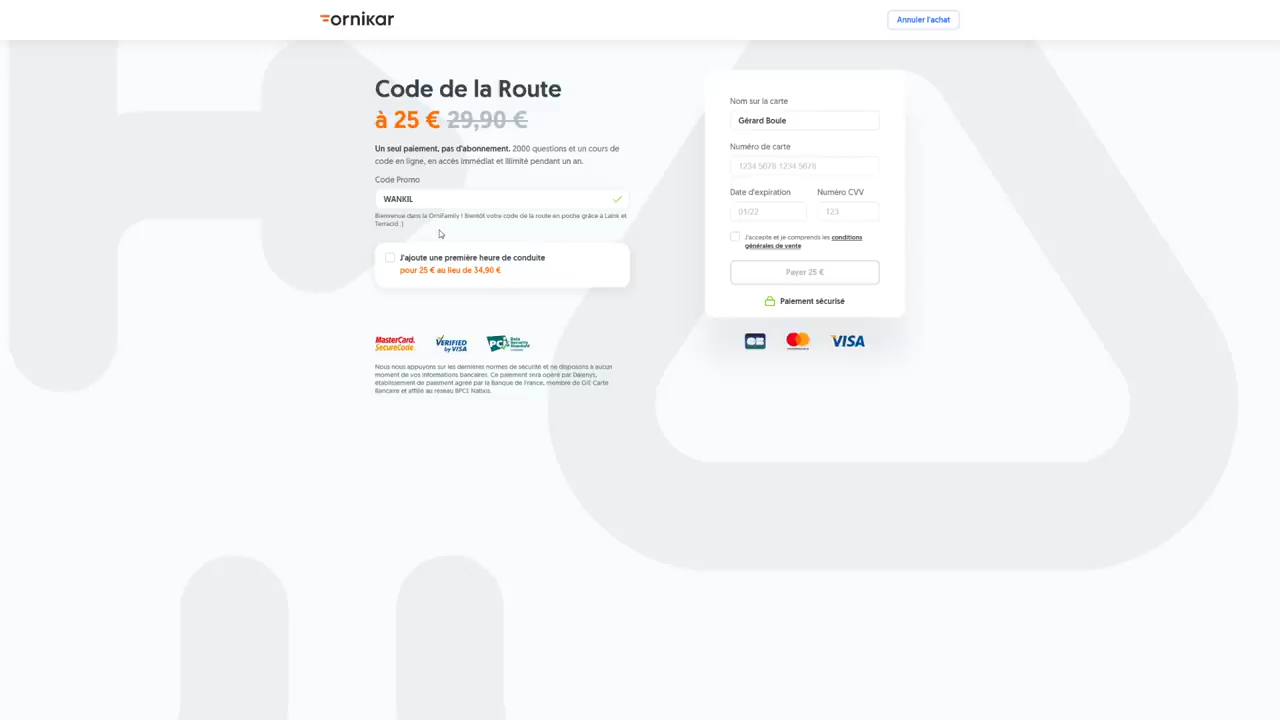 ornikar
Annuler l'achat
Code de la Route
à 25 € 29,90 €
Un seul paiement, pas d'abonnement. 2000 questions et un cours de
code en ligne, en accès immédiat et illimité pendant un an.
Code Promo
WANKIL
Bienvenue dans la OrniFamily ! Bientôt votre code de la route en poche grâce à Laink et
Terracid :)
J'ajoute une première heure de conduite
pour 25 € au lieu de 34,90 €
MasterCard.
SecureCode.
VERIFIED
by VISA
PCI
Data
Security
Standard
Nous nous appuyons sur les dernières normes de sécurité et ne disposons à aucun
moment de vos informations bancaires. Ce paiement sera opéré par Dalenys,
établissement de paiement agréé par la Banque de France, membre de GIE Carte
Bancaire et affilié au réseau BPCE Natixis.
Nom sur la carte
Gérard Boule
Numéro de carte
1234 5678 1234 5678
Date d'expiration
Numéro CVV
01/22
123
J'accepte et je comprends les conditions
générales de vente
Payer 25 €
Paiement sécurisé
CB
VISA